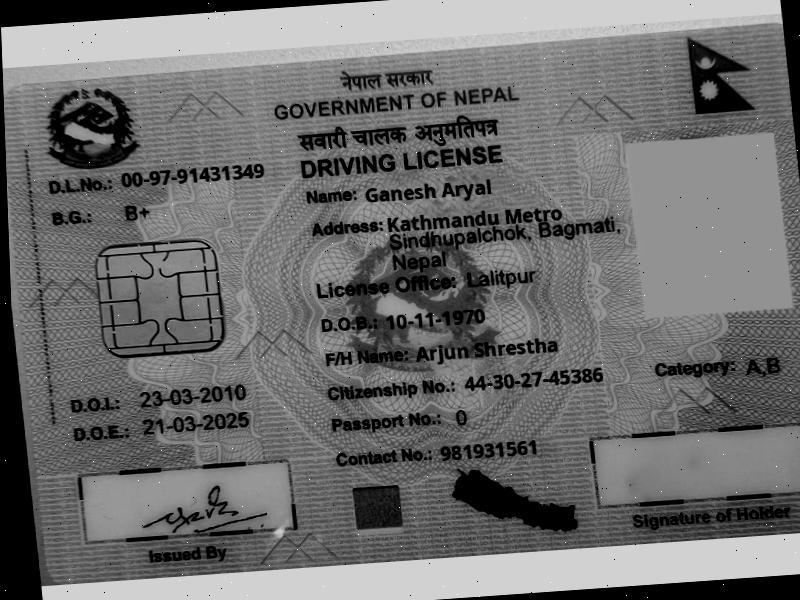 नेपाल सरकार
GOVERNMENT OF NEPAL
सवारी चालक अनुमतिपत्र
DRIVING LICENSE
D.L.No.: 00-97-91431349
B.G.: B+
Name: Ganesh Aryal
Address: Kathmandu Metro
Sindhupalchok, Bagmati,
Nepal
License Office: Lalitpur
D.O.B.: 10-11-1970
F/H Name: Arjun Shrestha
Citizenship No.: 44-30-27-45386
Category: A,B
D.O.I.: 23-03-2010
D.O.E.: 21-03-2025
Passport No.: 0
Contact No.: 981931561
Issued By
Signature of Holder